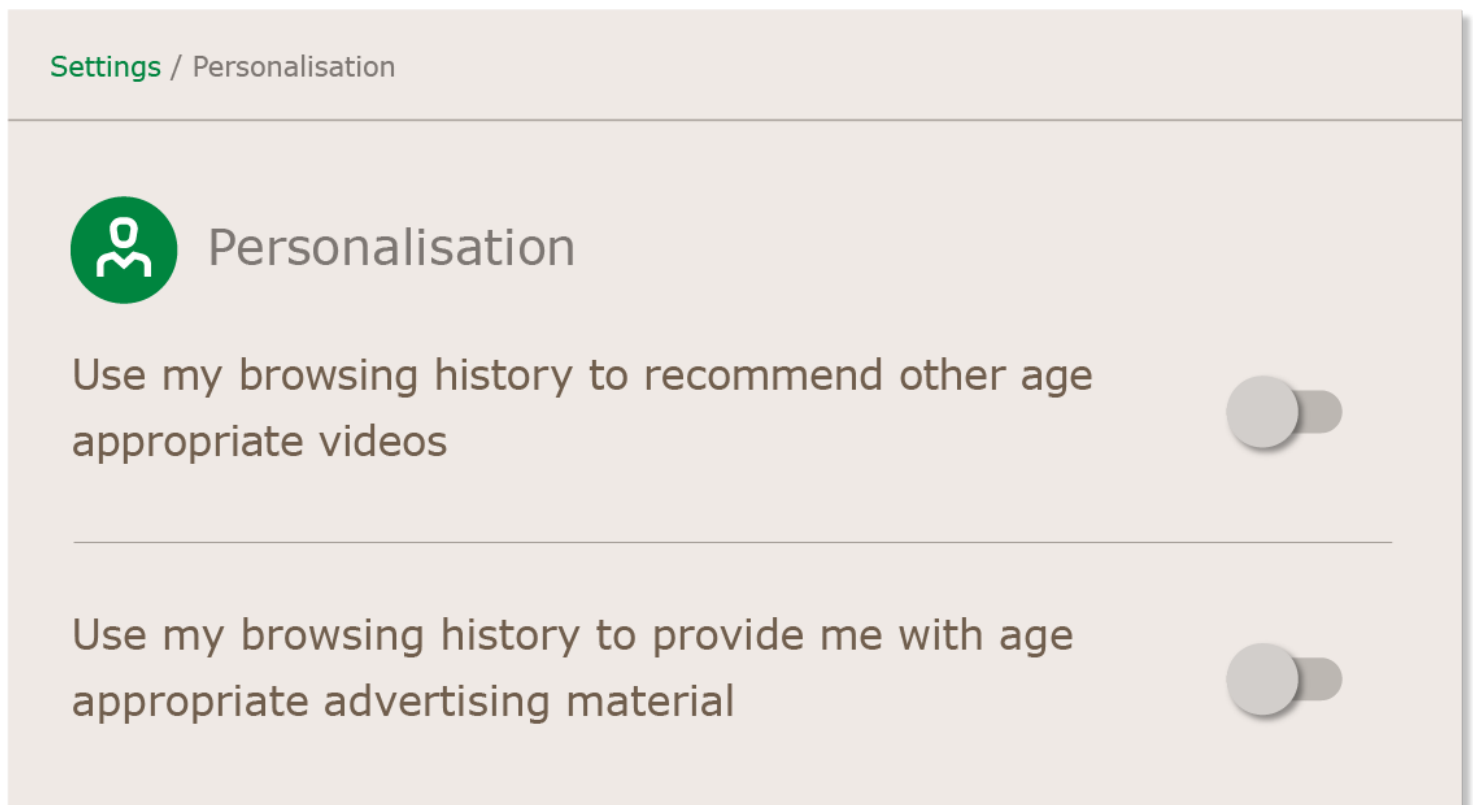 Settings / Personalisation
Personalisation
Use my browsing history to recommend other age
appropriate videos
Use my browsing history to provide me with age
appropriate advertising material